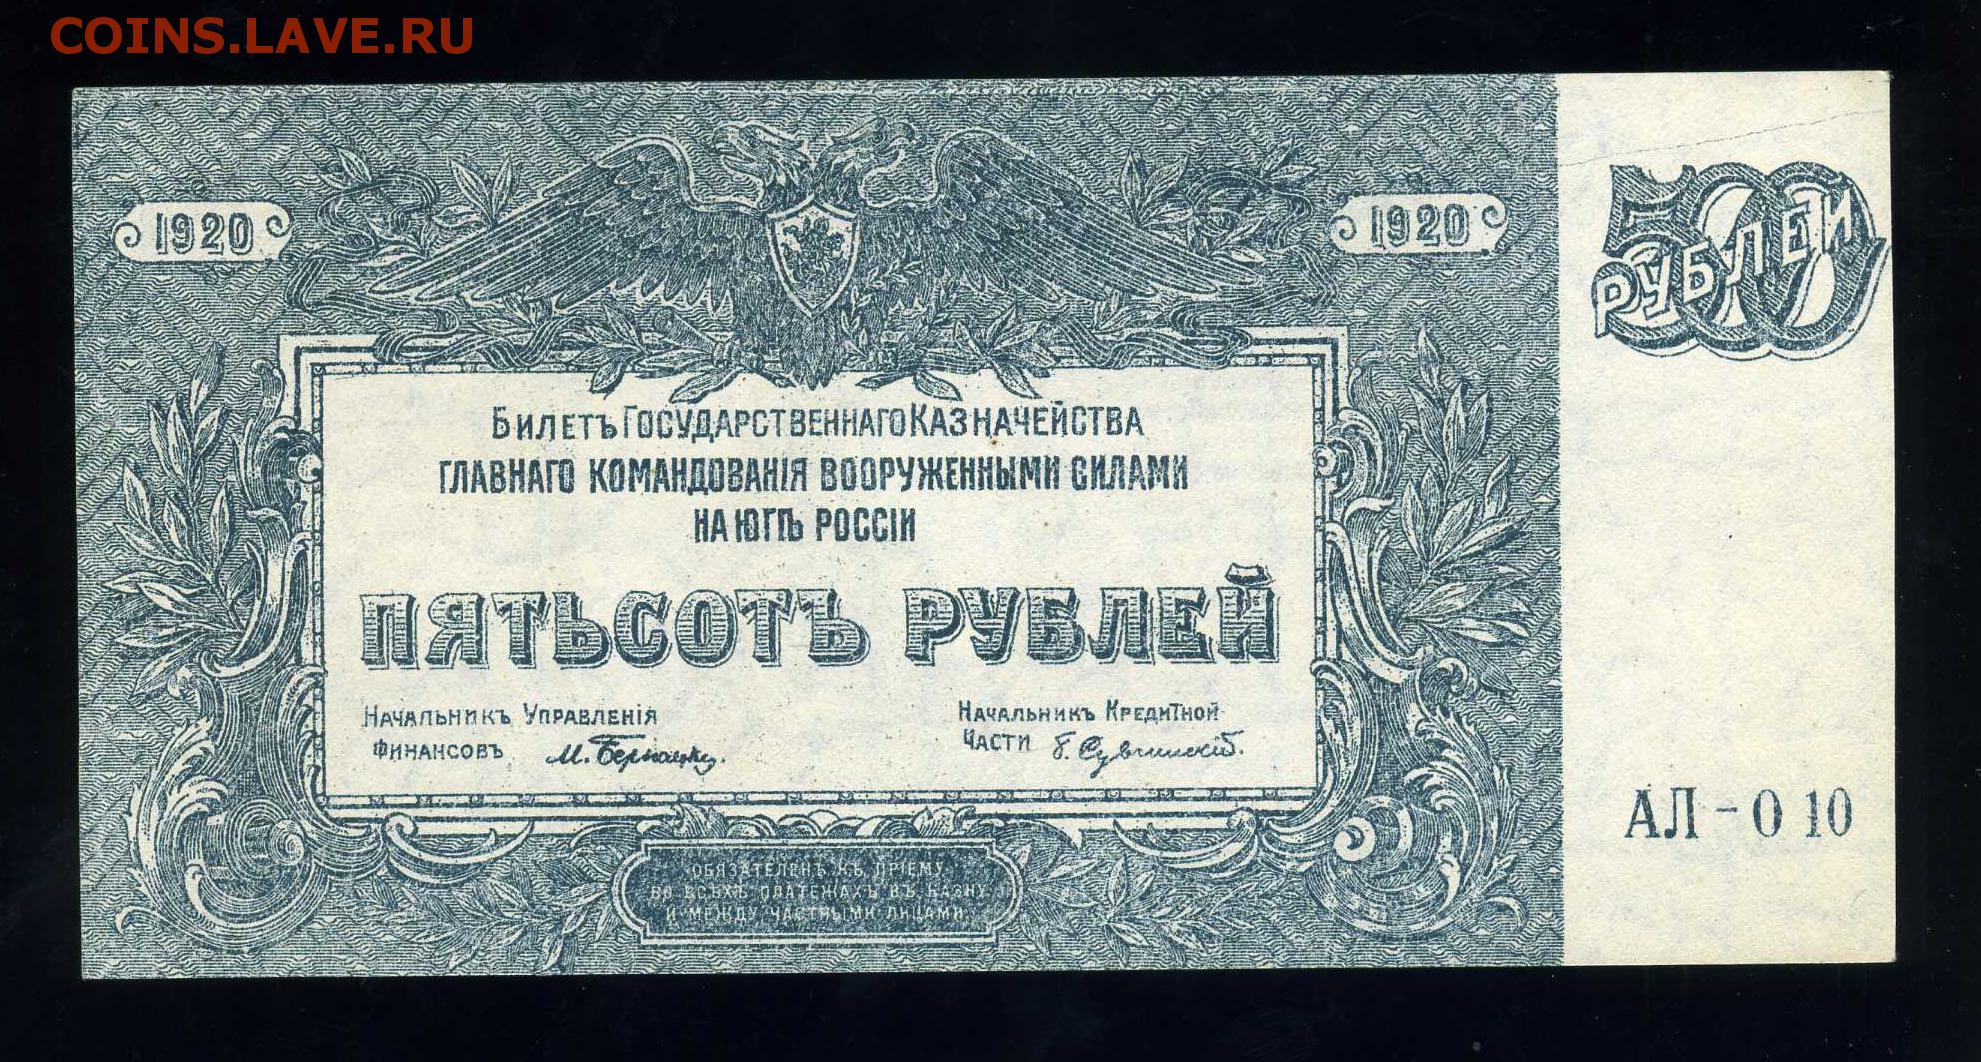 COINS.LAVE.RU
1920
1920
500
РУБЛЕЙ
Билетъ Государственнаго Казначейства
ГЛАВНАГО КОМАНДОВАНІЯ ВООРУЖЕННЫМИ СИЛАМИ
НА ЮГѢ РОССІИ
ПЯТЬСОТЪ РУБЛЕЙ
Начальникъ Управленія
Финансовъ М. Бернацкій
Начальникъ Кредитной
Части
АЛ-010
ОБЯЗАТЕЛЕНЪ КЪ ПРІЕМУ
ВО ВСѢХЪ ПЛАТЕЖАХЪ ВЪ КАЗНУ
И МЕЖДУ ЧАСТНЫМИ ЛИЦАМИ